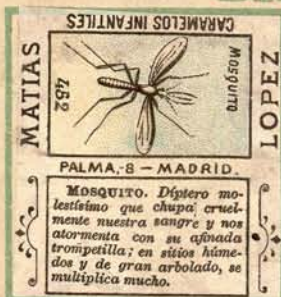 CARAMELOS INFANTILES
MATIAS
LOPEZ
482
MOSQUITO
PALMA,-8 — MADRID.
MOSQUITO. Díptero mo-
lestísimo que chupa cruel-
mente nuestra sangre y nos
atormenta con su afinada
trompetilla; en sitios húme-
dos y de gran arbolado, se
multiplica mucho.